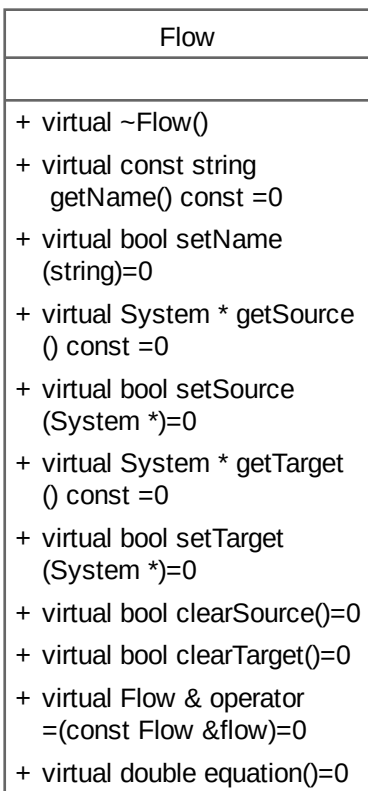 Flow
+ virtual ~Flow()
+ virtual const string
getName() const =0
+ virtual bool setName
(string)=0
+ virtual System * getSource
() const =0
+ virtual bool setSource
(System *)=0
+ virtual System * getTarget
() const =0
+ virtual bool setTarget
(System *)=0
+ virtual bool clearSource()=0
+ virtual bool clearTarget()=0
+ virtual Flow & operator
=(const Flow &flow)=0
+ virtual double equation()=0